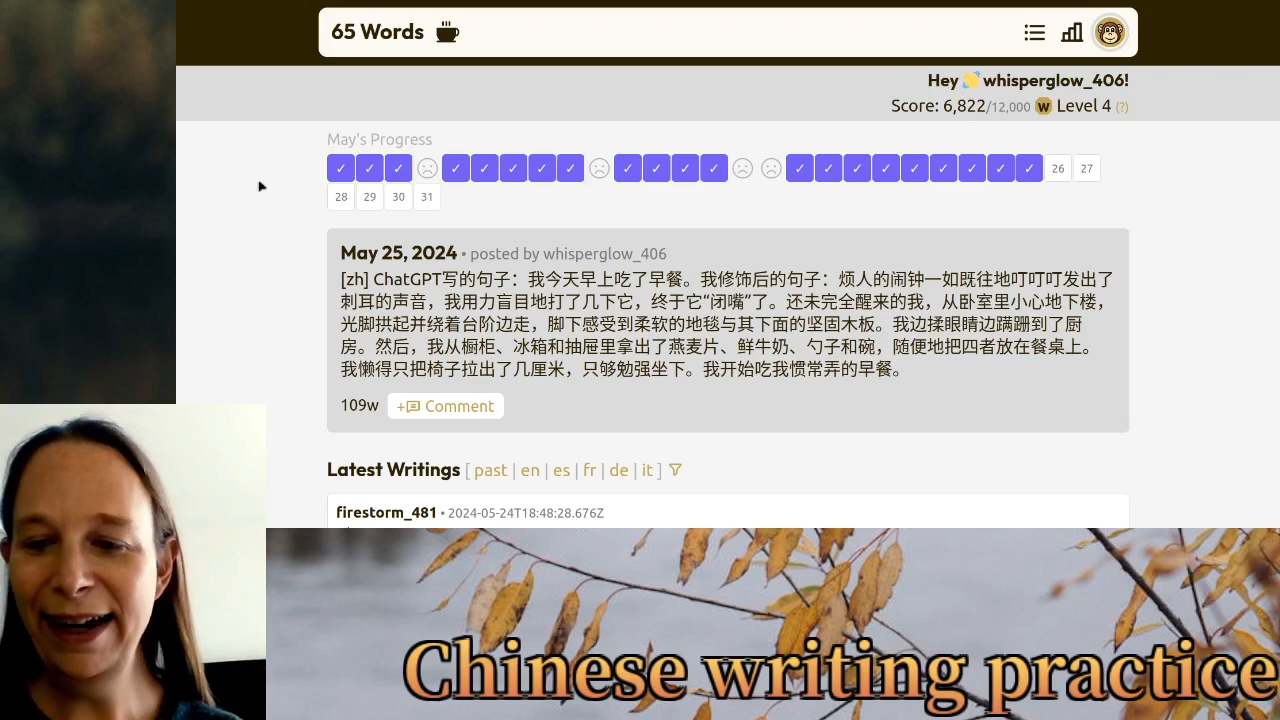 65 Words
Hey 👋 whisperglow_406!
Score: 6,822/12,000 W Level 4 (?)
May's Progress
✓ ✓ ✓ ☹ ✓ ✓ ✓ ✓ ✓ ☹ ✓ ✓ ✓ ✓ ☹ ☹ ✓ ✓ ✓ ✓ ✓ ✓ ✓ ✓ ✓ 26 27
28 29 30 31
May 25, 2024 • posted by whisperglow_406
[zh] ChatGPT写的句子：我今天早上吃了早餐。我修饰后的句子：烦人的闹钟一如既往地叮叮叮发出了
刺耳的声音，我用力盲目地打了几下它，终于它“闭嘴”了。还未完全醒来的我，从卧室里小心地下楼，
光脚拱起并绕着台阶边走，脚下感受到柔软的地毯与其下面的坚固木板。我边揉眼睛边蹒跚到了厨
房。然后，我从橱柜、冰箱和抽屉里拿出了燕麦片、鲜牛奶、勺子和碗，随便地把四者放在餐桌上。
我懒得只把椅子拉出了几厘米，只够勉强坐下。我开始吃我惯常弄的早餐。
109w + Comment
Latest Writings [ past | en | es | fr | de | it ]
firestorm_481 • 2024-05-24T18:48:28.676Z
Chinese writing practice